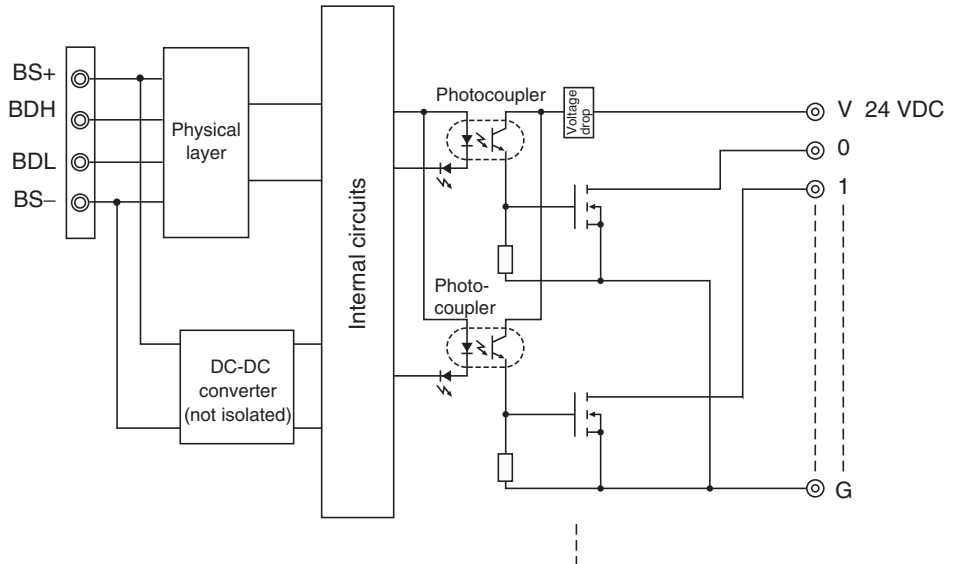 BS+
BDH
BDL
BS−
Physical
layer
DC-DC
converter
(not isolated)
Internal circuits
Photocoupler
Voltage
drop
Photo-
coupler
V 24 VDC
0
1
G